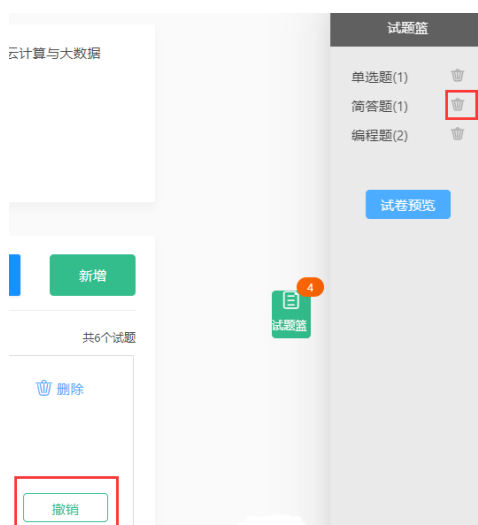 试题篮
云计算与大数据
单选题(1)
简答题(1)
编程题(2)
试卷预览
新增
4
试题篮
共6个试题
删除
撤销